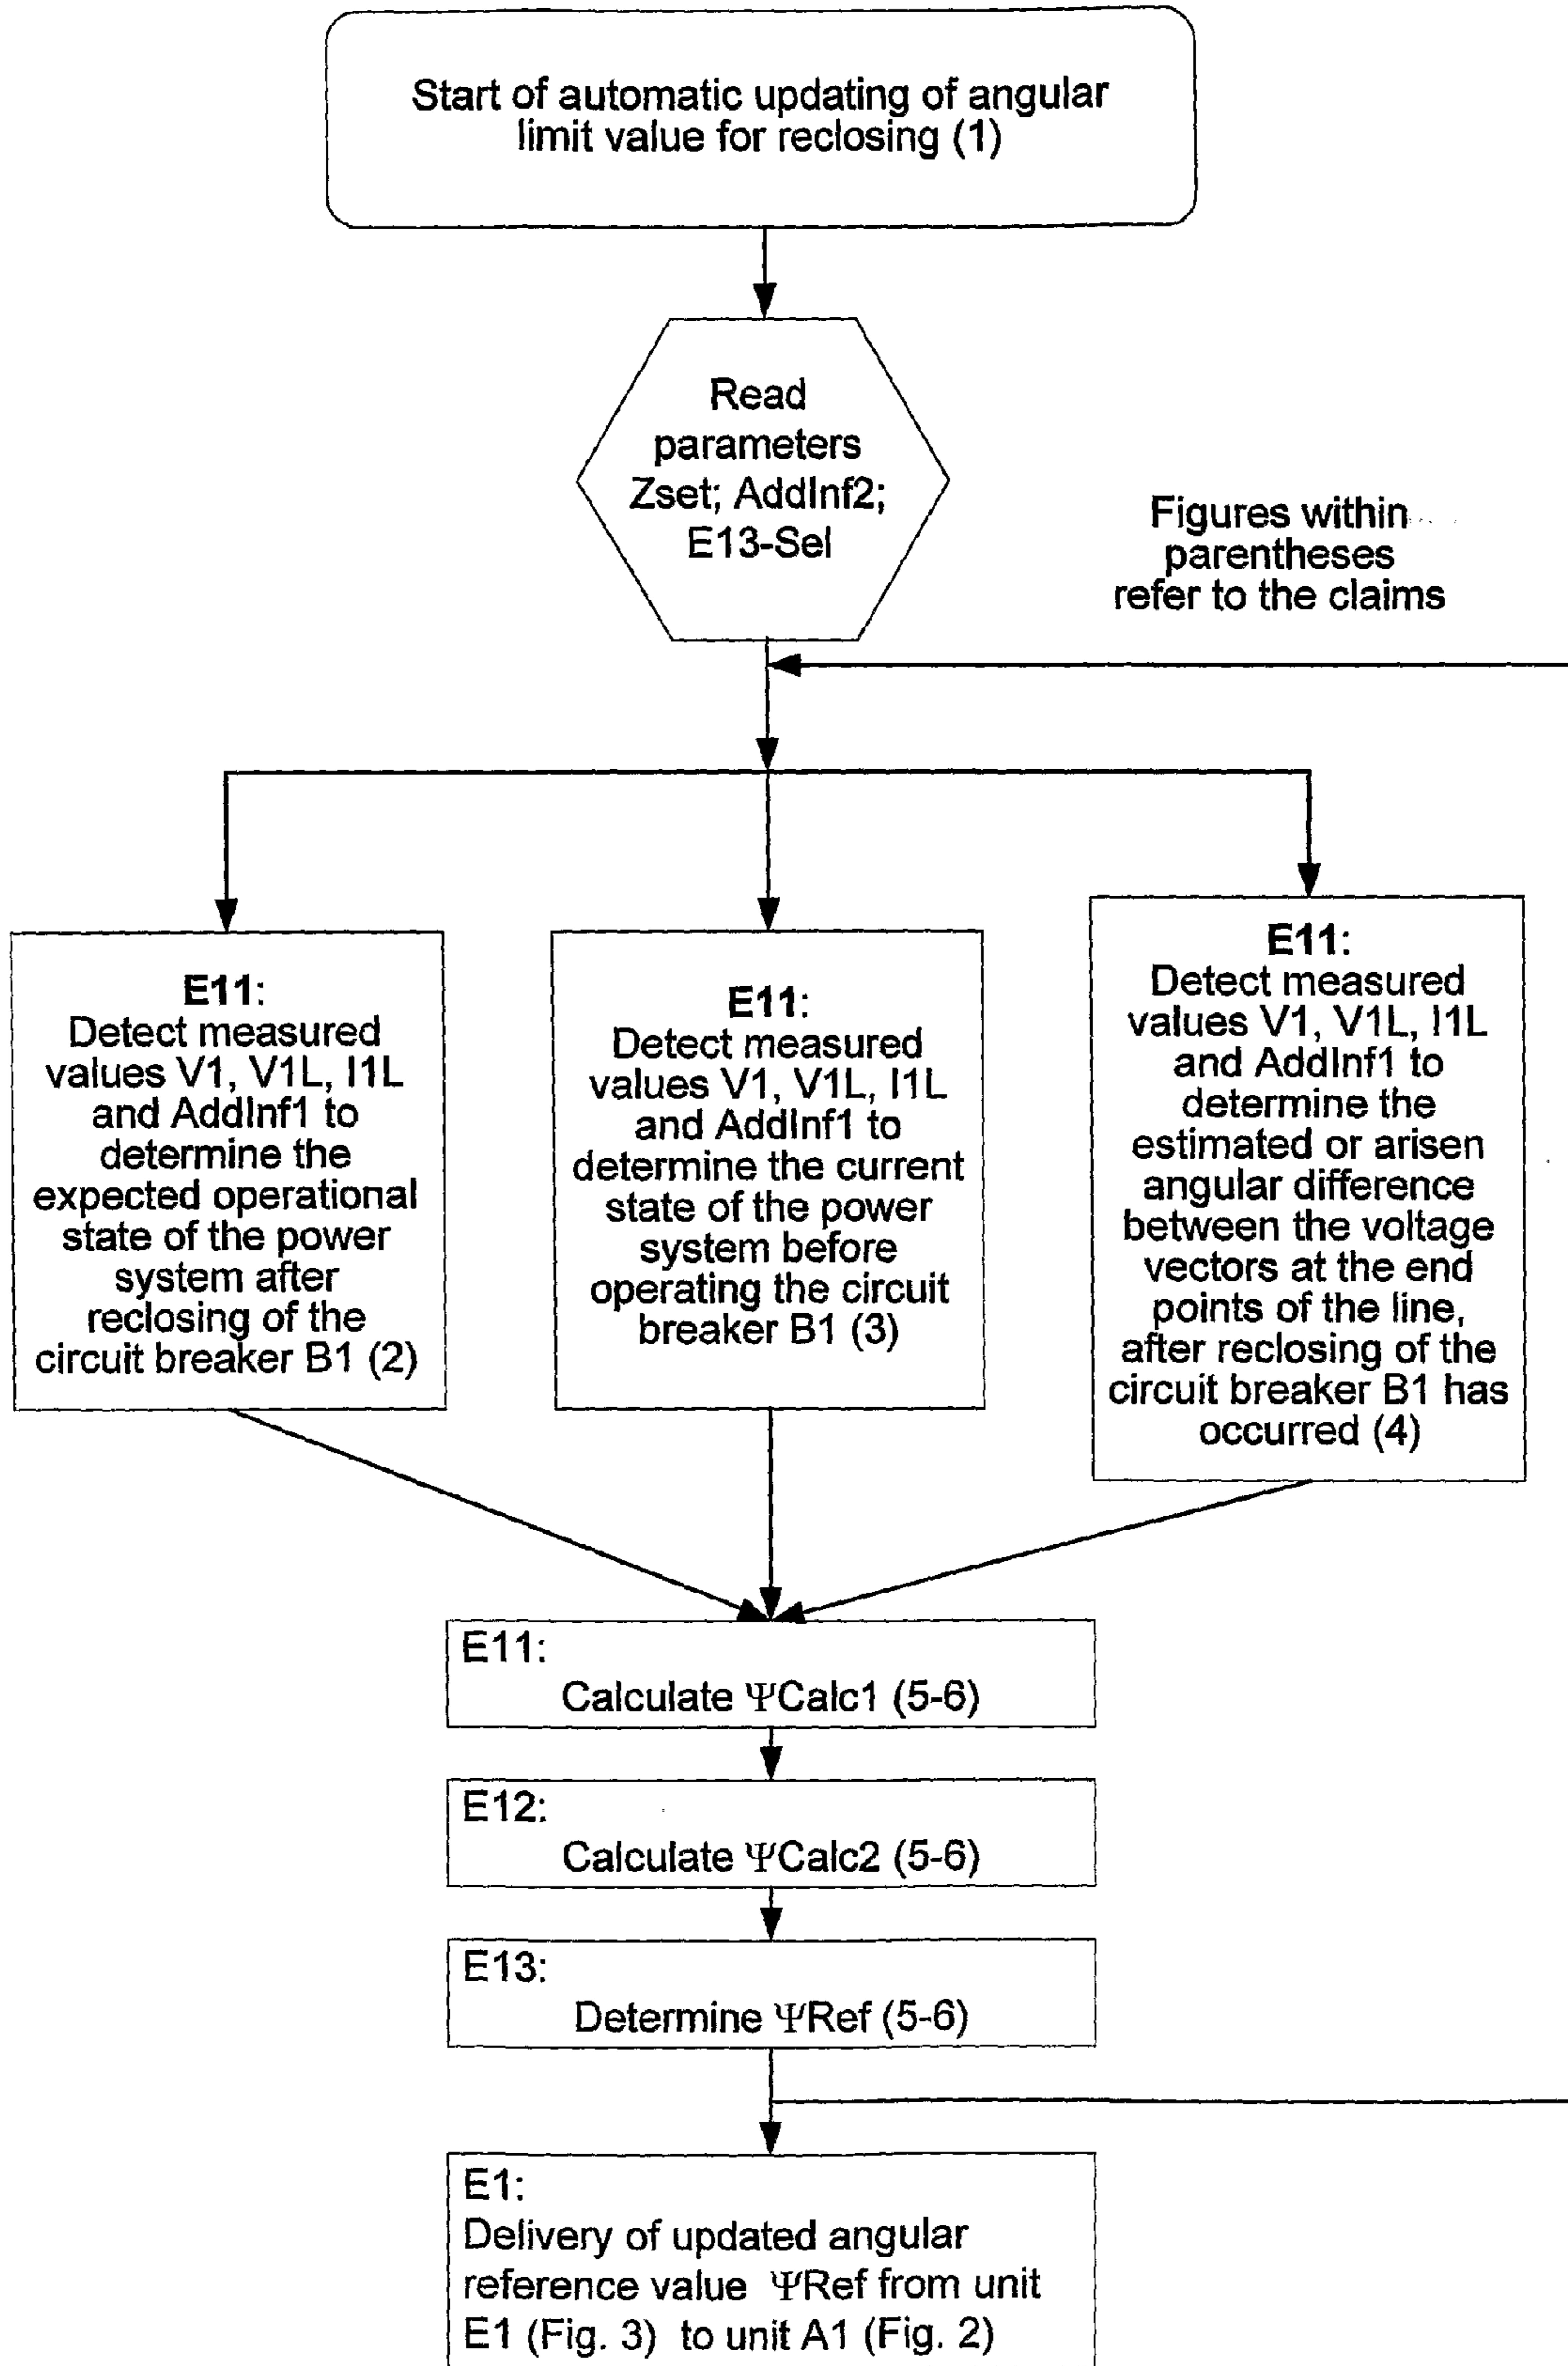 Start of automatic updating of angular
limit value for reclosing (1)
Read
parameters
Zset; AddInf2;
E13-Sel
Figures within
parentheses
refer to the claims
E11:
Detect measured
values V1, V1L, I1L
and AddInf1 to
determine the
expected operational
state of the power
system after
reclosing of the
circuit breaker B1 (2)
E11:
Detect measured
values V1, V1L, I1L
and AddInf1 to
determine the current
state of the power
system before
operating the circuit
breaker B1 (3)
E11:
Detect measured
values V1, V1L, I1L
and AddInf1 to
determine the
estimated or arisen
angular difference
between the voltage
vectors at the end
points of the line,
after reclosing of the
circuit breaker B1 has
occurred (4)
E11:
Calculate ΨCalc1 (5-6)
E12:
Calculate ΨCalc2 (5-6)
E13:
Determine ΨRef (5-6)
E1:
Delivery of updated angular
reference value ΨRef from unit
E1 (Fig. 3) to unit A1 (Fig. 2)